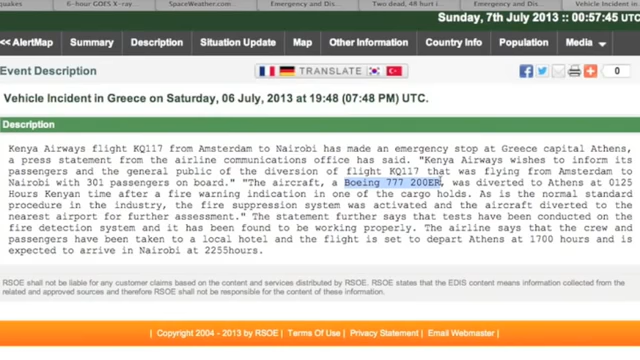 quakes
6-hour GOES X-ray...
SpaceWeather.com...
Emergency and Dis...
Two dead, 48 hurt i...
Emergency and Dis...
Vehicle Incident in
Sunday, 7th July 2013 :: 00:57:45 UTC
<< AlertMap Summary Description Situation Update Map Other Information Country Info Population Media
Event Description
TRANSLATE
0
Vehicle Incident in Greece on Saturday, 06 July, 2013 at 19:48 (07:48 PM) UTC.
Description
Kenya Airways flight KQ117 from Amsterdam to Nairobi has made an emergency stop at Greece capital Athens,
a press statement from the airline communications office has said. "Kenya Airways wishes to inform its
passengers and the general public of the diversion of flight KQ117 that was flying from Amsterdam to
Nairobi with 301 passengers on board." "The aircraft, a Boeing 777 200ER, was diverted to Athens at 0125
Hours Kenyan time after a fire warning indication in one of the cargo holds. As is the normal standard
procedure in the industry, the fire suppression system was activated and the aircraft diverted to the
nearest airport for further assessment." The statement further says that tests have been conducted on the
fire detection system and it has been found to be working properly. The airline says that the crew and
passengers have been taken to a local hotel and the flight is set to depart Athens at 1700 hours and is
expected to arrive in Nairobi at 2255hours.
RSOE shall not be liable for any customer claims based on the content and services distributed by RSOE. RSOE states that the EDIS content means information collected from the
related and approved sources and therefore RSOE shall not be responsible for the content of these information.
| Copyright 2004 - 2013 by RSOE | Terms Of Use | Privacy Statement | Email Webmaster |